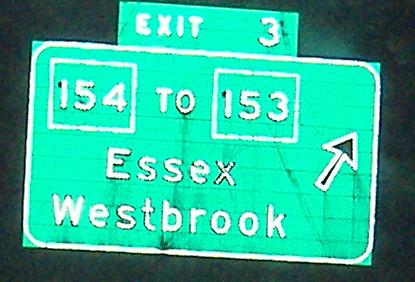 EXIT 3
154 TO 153
Essex
Westbrook